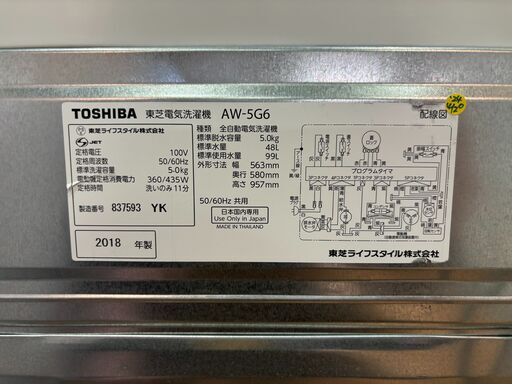 TOSHIBA 東芝電気洗濯機 AW-5G6 配線図
東芝ライフスタイル株式会社
JET
定格電圧 100V
定格周波数 50/60Hz
標準洗濯容量 5.0kg
電動機定格消費電力 360/435W
定格時間 洗いのみ 11分
製造番号 837593 YK
2018 年製
種類 全自動電気洗濯機
標準脱水容量 5.0kg
標準水量 48L
標準使用水量 99L
外形寸法 幅 563mm
奥行 580mm
高さ 957mm
50/60Hz 共用
日本国内専用
Use Only in Japan
MADE IN THAILAND
プログラムタイマ
東芝ライフスタイル株式会社